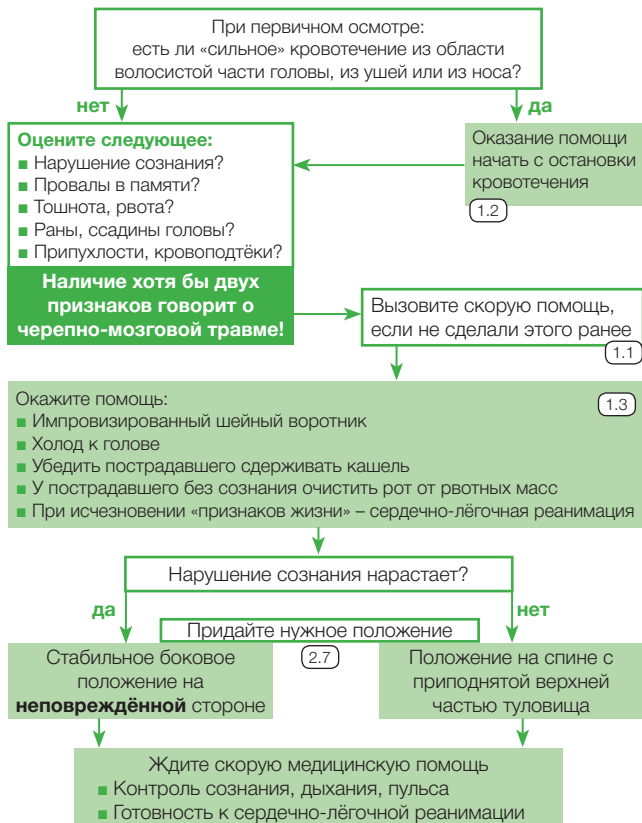 При первичном осмотре:
есть ли «сильное» кровотечение из области
волосистой части головы, из ушей или из носа?
нет
да
Оцените следующее:
■ Нарушение сознания?
■ Провалы в памяти?
■ Тошнота, рвота?
■ Раны, ссадины головы?
■ Припухлости, кровоподтёки?
Наличие хотя бы двух
признаков говорит о
черепно-мозговой травме!
Оказание помощи
начать с остановки
кровотечения
1.2
Вызовите скорую помощь,
если не сделали этого ранее
1.1
Окажите помощь:
1.3
■ Импровизированный шейный воротник
■ Холод к голове
■ Убедить пострадавшего сдерживать кашель
■ У пострадавшего без сознания очистить рот от рвотных масс
■ При исчезновении «признаков жизни» – сердечно-лёгочная реанимация
Нарушение сознания нарастает?
да
нет
Придайте нужное положение
2.7
Стабильное боковое
положение на
неповреждённой стороне
Положение на спине с
приподнятой верхней
частью туловища
Ждите скорую медицинскую помощь
■ Контроль сознания, дыхания, пульса
■ Готовность к сердечно-лёгочной реанимации